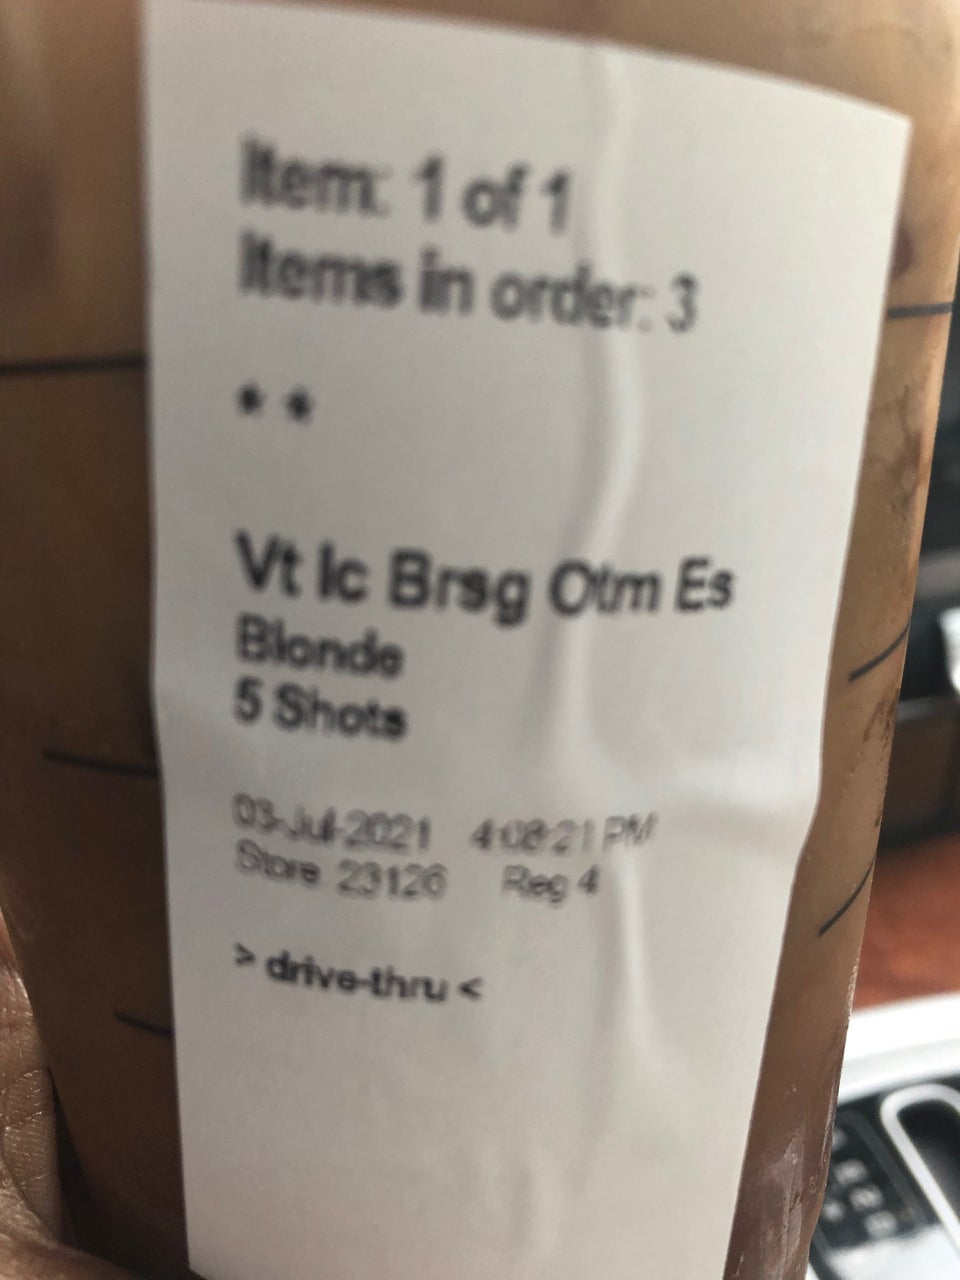 Item: 1 of 1
Items in order: 3
* *
Vt Ic Brsg Otm Es
Blonde
5 Shots
03-Jul-2021 4:08:21 PM
Store 23126 Reg 4
> drive-thru <